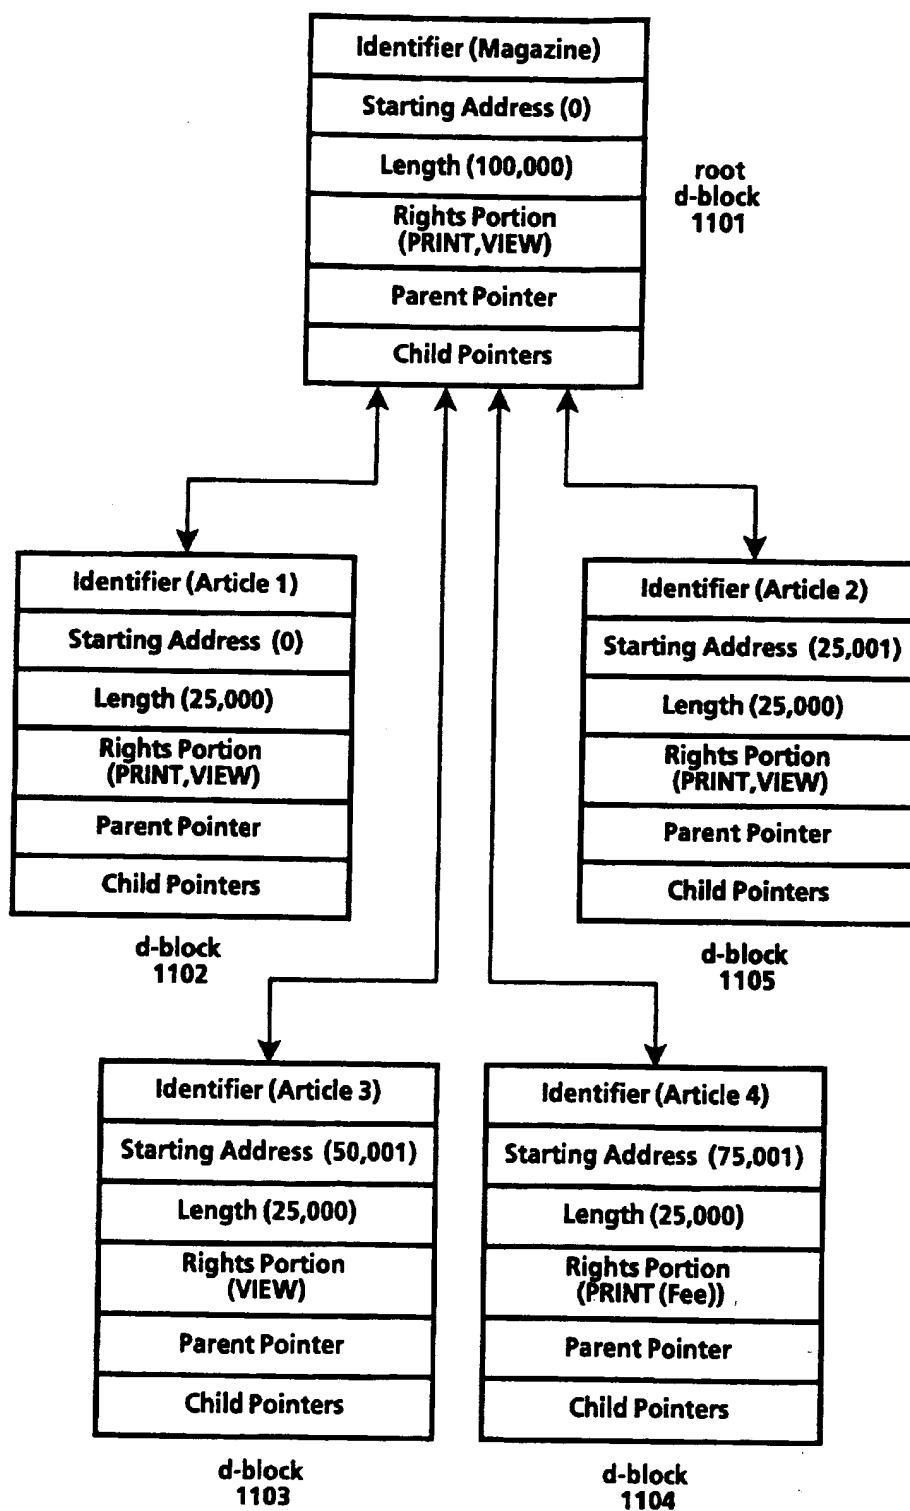 Identifier (Magazine)
Starting Address (0)
Length (100,000)
Rights Portion
(PRINT,VIEW)
Parent Pointer
Child Pointers
root
d-block
1101
Identifier (Article 1)
Starting Address (0)
Length (25,000)
Rights Portion
(PRINT,VIEW)
Parent Pointer
Child Pointers
d-block
1102
Identifier (Article 2)
Starting Address (25,001)
Length (25,000)
Rights Portion
(PRINT,VIEW)
Parent Pointer
Child Pointers
d-block
1105
Identifier (Article 3)
Starting Address (50,001)
Length (25,000)
Rights Portion
(VIEW)
Parent Pointer
Child Pointers
d-block
1103
Identifier (Article 4)
Starting Address (75,001)
Length (25,000)
Rights Portion
(PRINT (Fee))
Parent Pointer
Child Pointers
d-block
1104